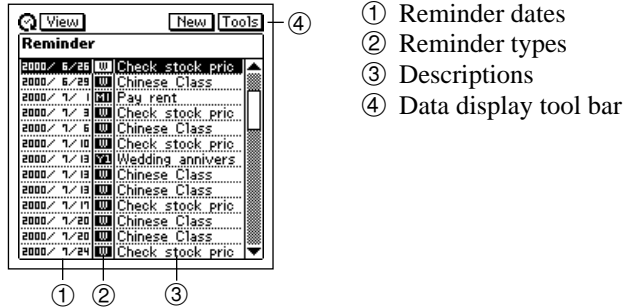 View New Tools ④
Reminder
2000/ 6/26 W Check stock pric
2000/ 6/29 W Chinese Class
2000/ 7/ 1 M1 Pay rent
2000/ 7/ 3 W Check stock pric
2000/ 7/ 6 W Chinese Class
2000/ 7/10 W Check stock pric
2000/ 7/13 Y1 Wedding annivers
2000/ 7/13 W Chinese Class
2000/ 7/13 W Chinese Class
2000/ 7/17 W Check stock pric
2000/ 7/20 W Chinese Class
2000/ 7/20 W Chinese Class
2000/ 7/24 W Check stock pric
① ② ③
① Reminder dates
② Reminder types
③ Descriptions
④ Data display tool bar